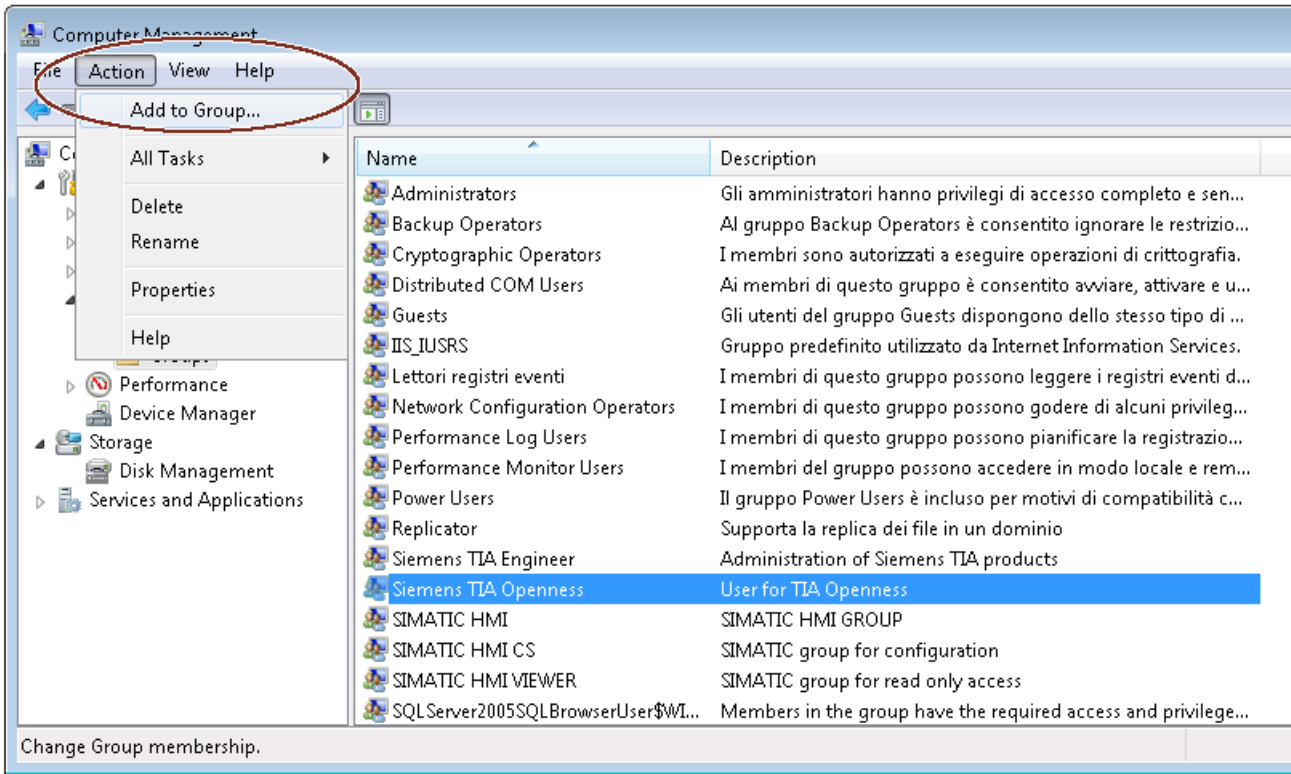 Computer Management
File Action View Help
Add to Group...
All Tasks
Delete
Rename
Properties
Help
Performance
Device Manager
Storage
Disk Management
Services and Applications
Name Description
Administrators Gli amministratori hanno privilegi di accesso completo e sen...
Backup Operators Al gruppo Backup Operators è consentito ignorare le restrizio...
Cryptographic Operators I membri sono autorizzati a eseguire operazioni di crittografia.
Distributed COM Users Ai membri di questo gruppo è consentito avviare, attivare e u...
Guests Gli utenti del gruppo Guests dispongono dello stesso tipo di ...
IIS_IUSRS Gruppo predefinito utilizzato da Internet Information Services.
Lettori registri eventi I membri di questo gruppo possono leggere i registri eventi d...
Network Configuration Operators I membri di questo gruppo possono godere di alcuni privileg...
Performance Log Users I membri di questo gruppo possono pianificare la registrazio...
Performance Monitor Users I membri del gruppo possono accedere in modo locale e rem...
Power Users Il gruppo Power Users è incluso per motivi di compatibilità c...
Replicator Supporta la replica dei file in un dominio
Siemens TIA Engineer Administration of Siemens TIA products
Siemens TIA Openness User for TIA Openness
SIMATIC HMI SIMATIC HMI GROUP
SIMATIC HMI CS SIMATIC group for configuration
SIMATIC HMI VIEWER SIMATIC group for read only access
SQLServer2005SQLBrowserUser$WI... Members in the group have the required access and privilege...
Change Group membership.